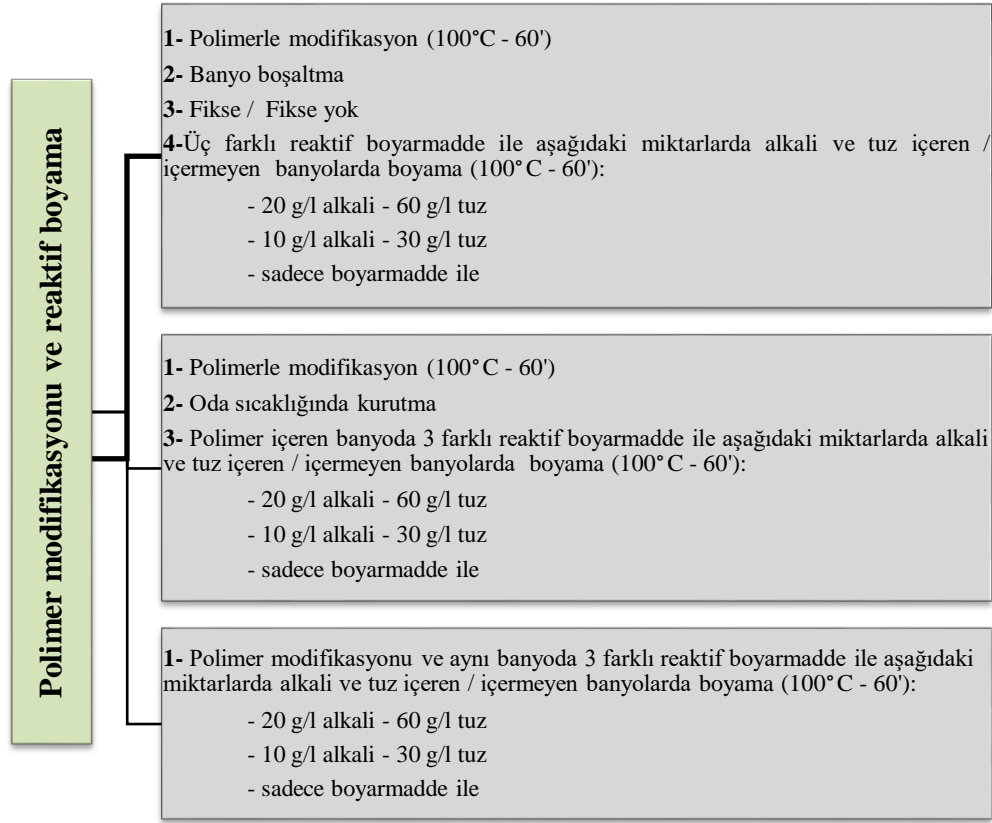 Polimer modifikasyonu ve reaktif boyama
1- Polimerle modifikasyon (100°C - 60')
2- Banyo boşaltma
3- Fikse / Fikse yok
4-Üç farklı reaktif boyarmadde ile aşağıdaki miktarlarda alkali ve tuz içeren /
içermeyen banyolarda boyama (100°C - 60'):
- 20 g/l alkali - 60 g/l tuz
- 10 g/l alkali - 30 g/l tuz
- sadece boyarmadde ile
1- Polimerle modifikasyon (100°C - 60')
2- Oda sıcaklığında kurutma
3- Polimer içeren banyoda 3 farklı reaktif boyarmadde ile aşağıdaki miktarlarda alkali
ve tuz içeren / içermeyen banyolarda boyama (100°C - 60'):
- 20 g/l alkali - 60 g/l tuz
- 10 g/l alkali - 30 g/l tuz
- sadece boyarmadde ile
1- Polimer modifikasyonu ve aynı banyoda 3 farklı reaktif boyarmadde ile aşağıdaki
miktarlarda alkali ve tuz içeren / içermeyen banyolarda boyama (100°C - 60'):
- 20 g/l alkali - 60 g/l tuz
- 10 g/l alkali - 30 g/l tuz
- sadece boyarmadde ile